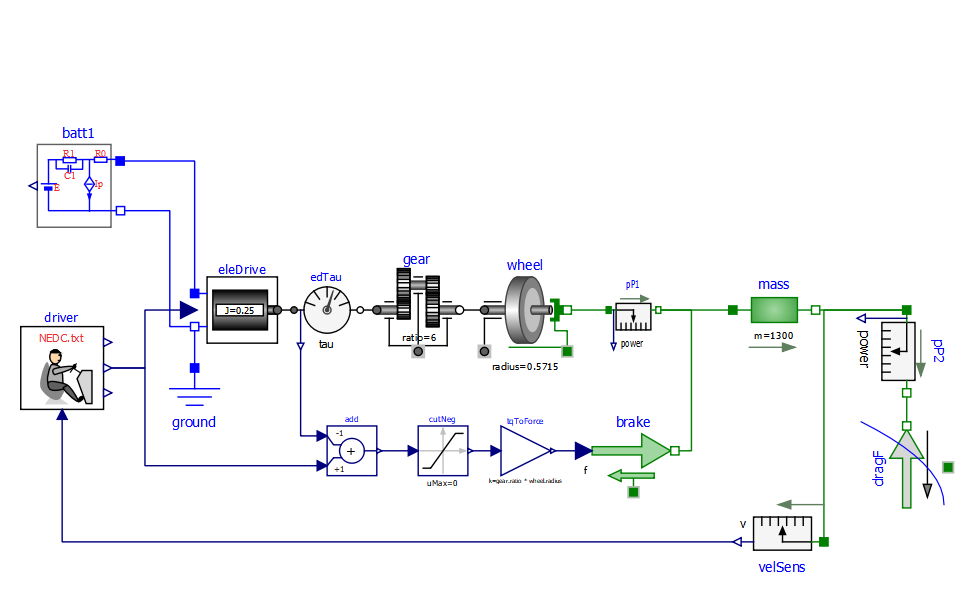 batt1
R1
R0
C1
E
Ip
driver
NEDC.txt
eleDrive
J=0.25
edTau
tau
gear
ratio=6
wheel
radius=0.5715
pP1
power
mass
m=1300
pP2
power
ground
add
-1
+
+1
cutNeg
uMax=0
tqToForce
k=gear.ratio * wheel.radius
f
brake
dragF
v
velSens